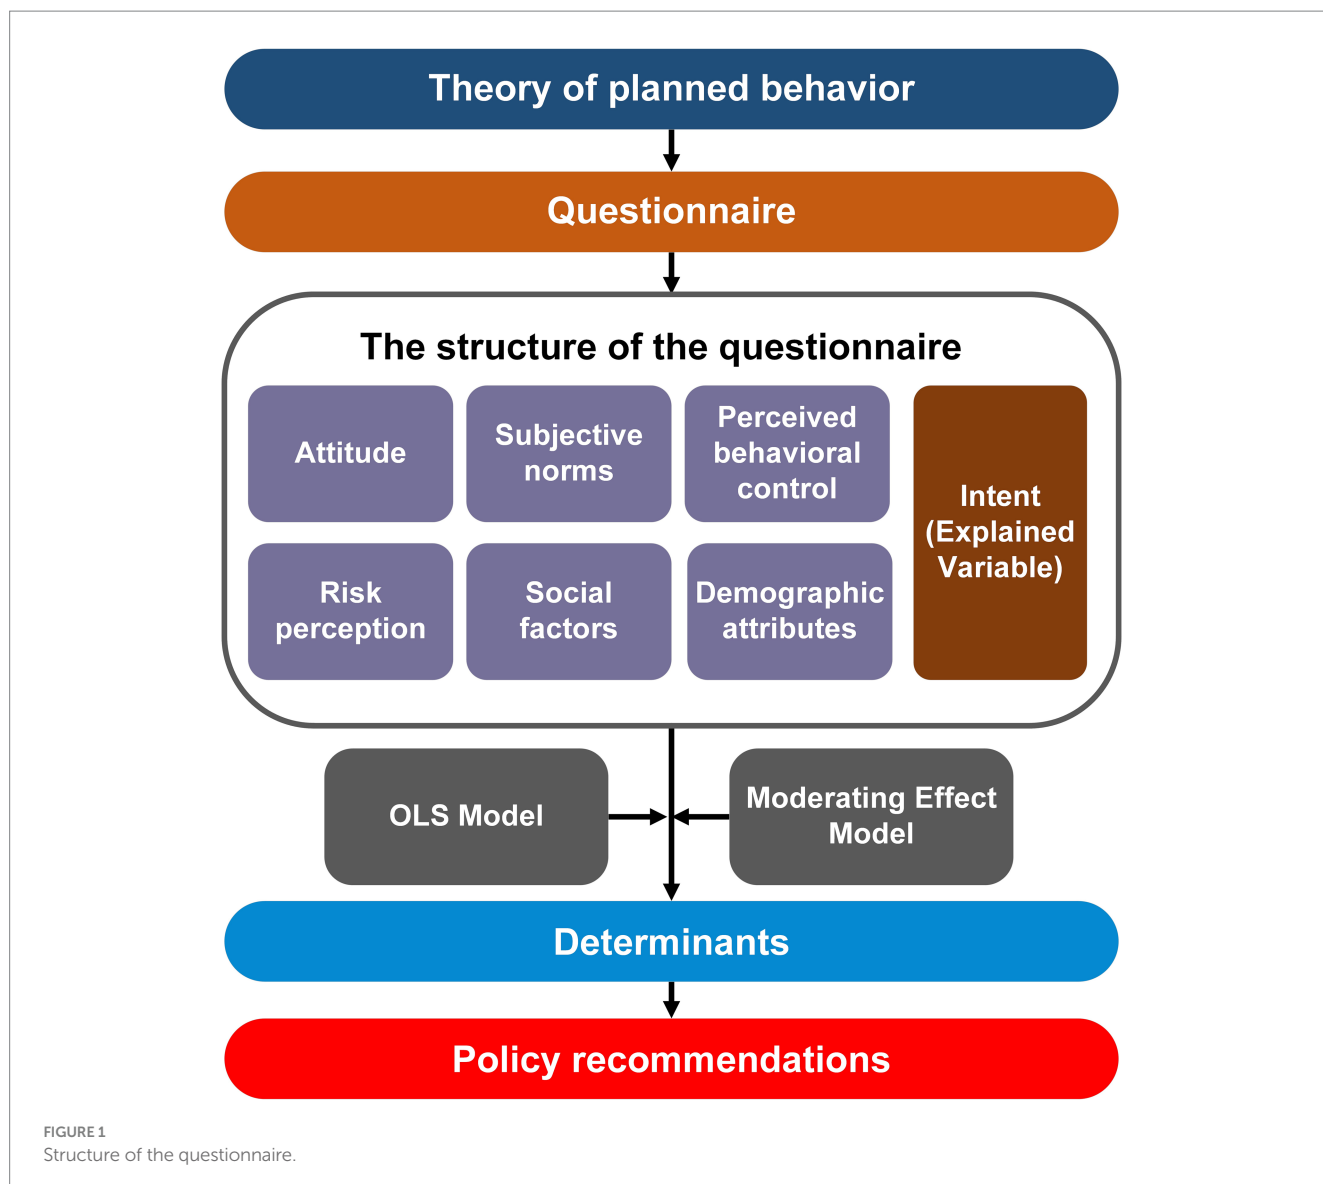 Theory of planned behavior
Questionnaire
The structure of the questionnaire
Attitude
Subjective
norms
Perceived
behavioral
control
Intent
(Explained
Variable)
Risk
perception
Social
factors
Demographic
attributes
OLS Model
Moderating Effect
Model
Determinants
Policy recommendations
FIGURE 1
Structure of the questionnaire.